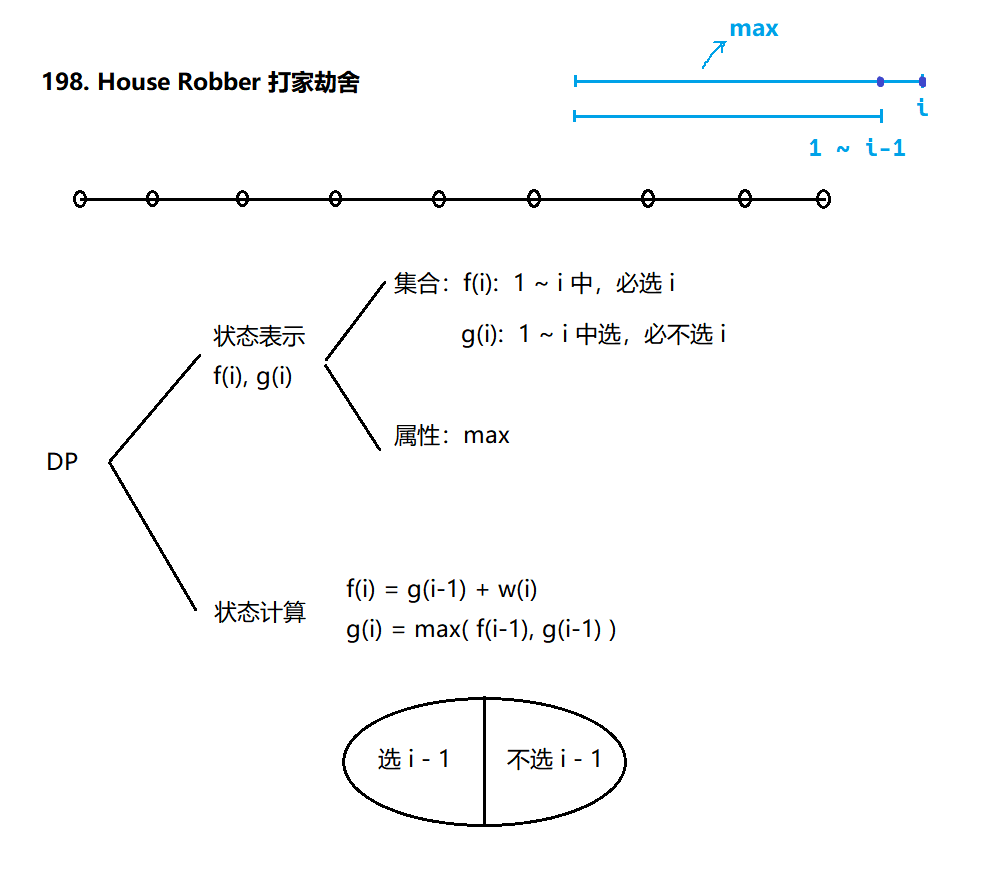 max
198. House Robber 打家劫舍
i
1 ~ i-1
集合：f(i)：1 ~ i 中，必选 i
g(i)：1 ~ i 中选，必不选 i
状态表示
f(i), g(i)
属性：max
DP
f(i) = g(i-1) + w(i)
状态计算
g(i) = max( f(i-1), g(i-1) )
选 i - 1
不选 i - 1